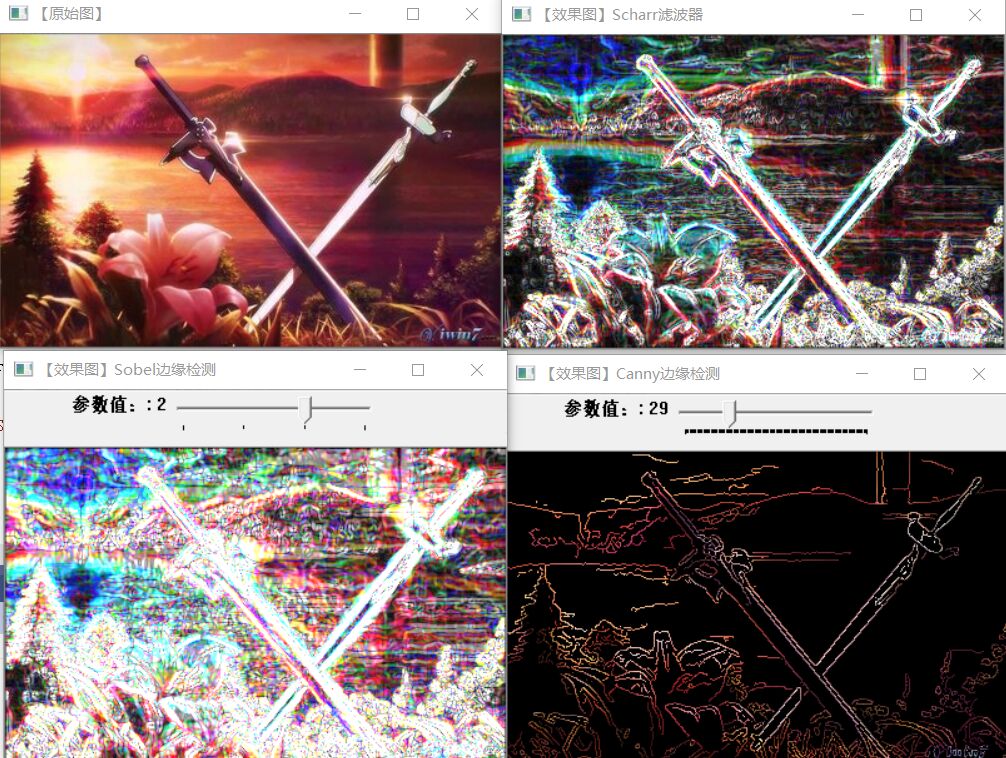 【原始图】
【效果图】Scharr滤波器
@ iwin7
【效果图】Sobel边缘检测
参数值：: 2
【效果图】Canny边缘检测
参数值：: 29